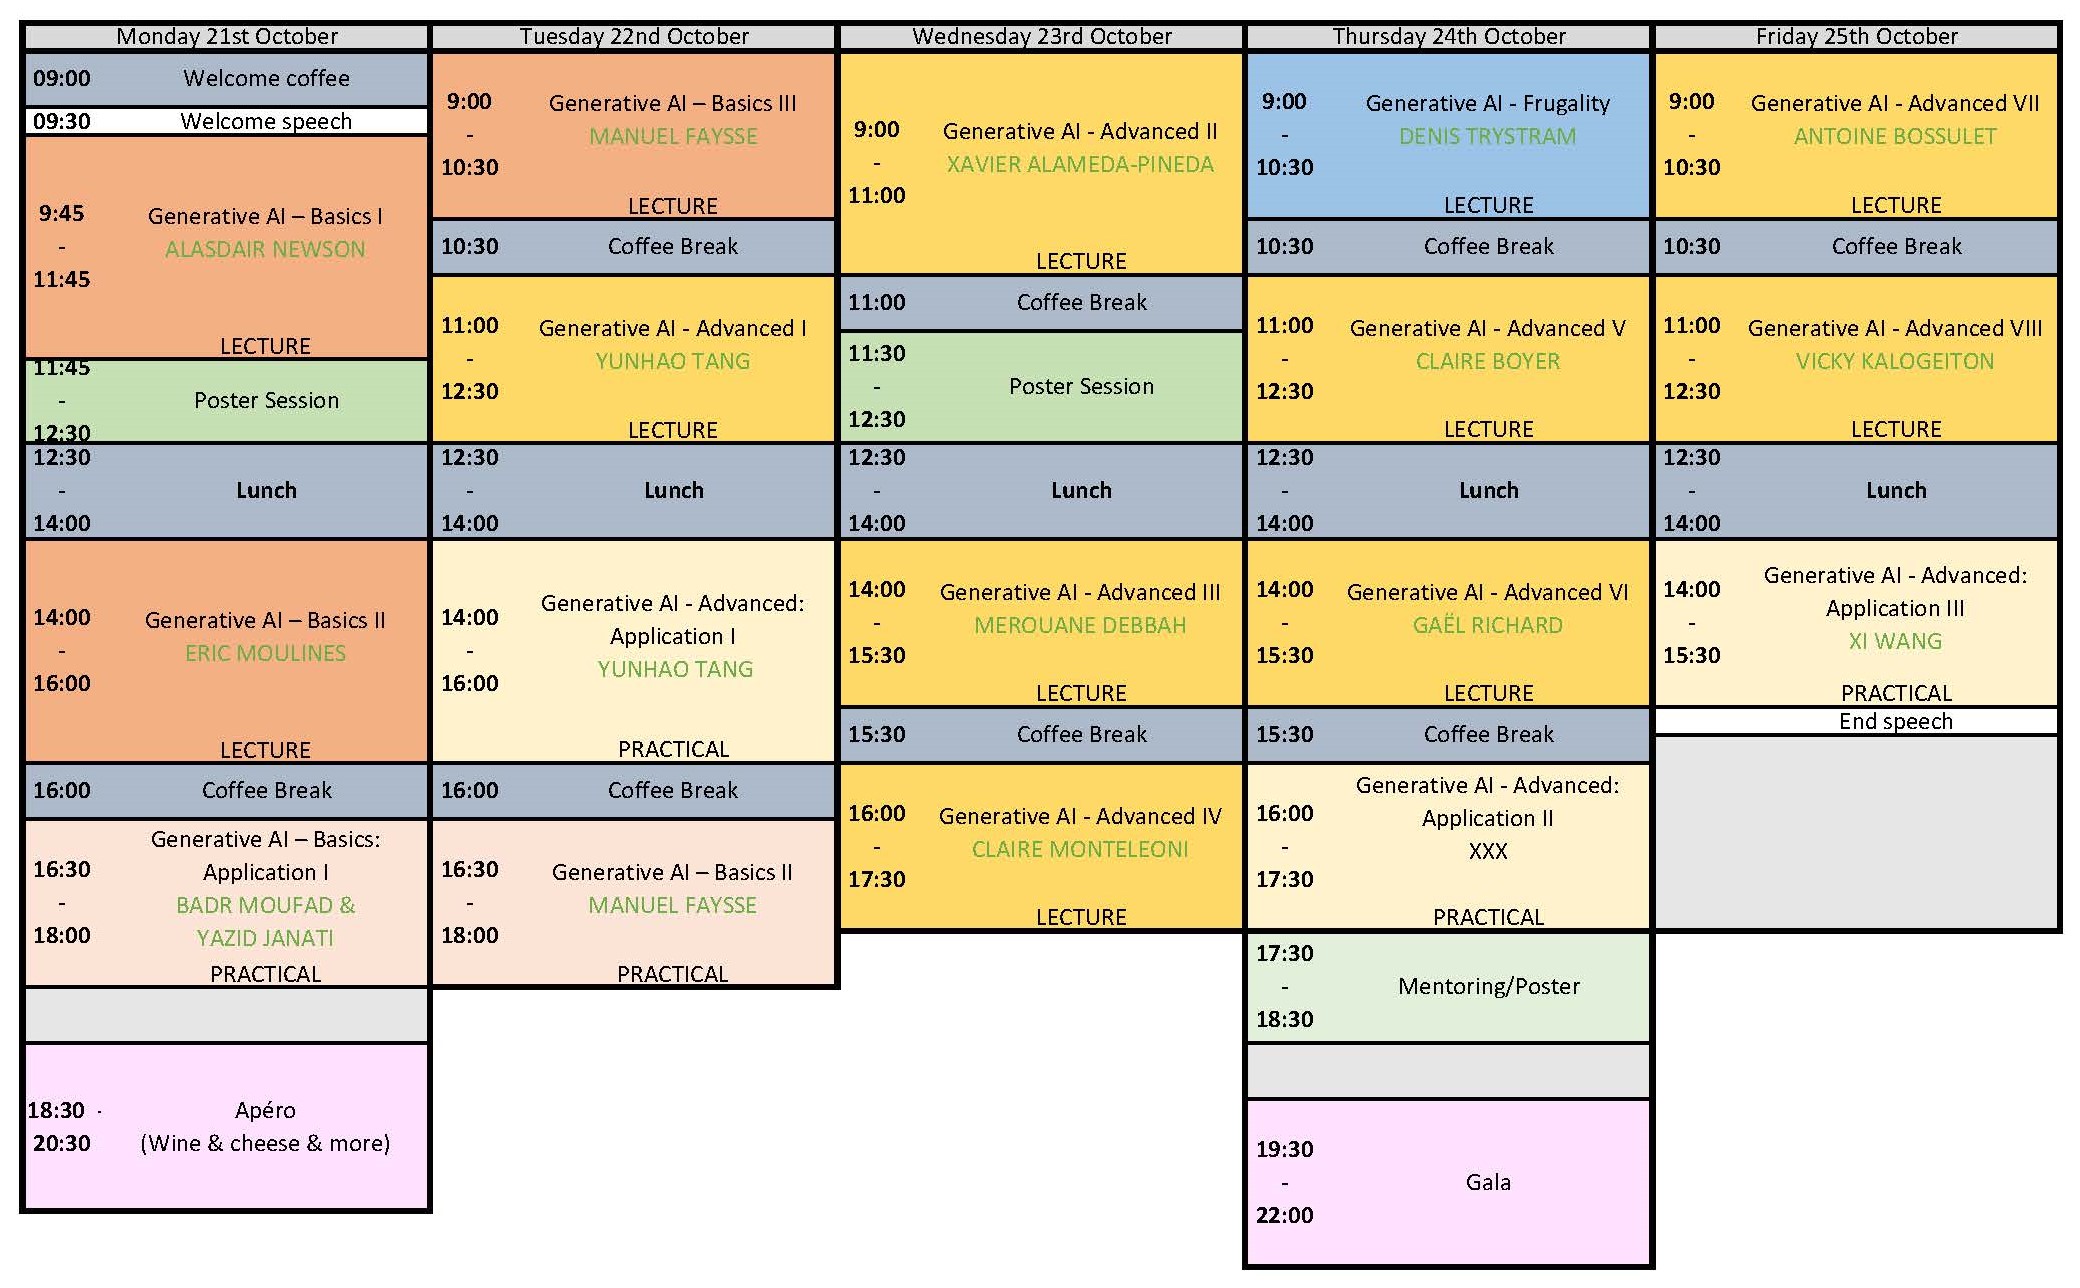 Monday 21st October
09:00 Welcome coffee
09:30 Welcome speech
9:45
-
11:45
Generative AI – Basics I
ALASDAIR NEWSON
LECTURE
11:45
-
12:30
Poster Session
12:30
-
14:00
Lunch
14:00
-
16:00
Generative AI – Basics II
ERIC MOULINES
LECTURE
16:00 Coffee Break
16:30
-
18:00
Generative AI – Basics:
Application I
BADR MOUFAD &
YAZID JANATI
PRACTICAL
18:30 -
20:30
Apéro
(Wine & cheese & more)
Tuesday 22nd October
9:00
-
10:30
Generative AI – Basics III
MANUEL FAYSSE
LECTURE
10:30 Coffee Break
11:00
-
12:30
Generative AI - Advanced I
YUNHAO TANG
LECTURE
12:30
-
14:00
Lunch
14:00
-
16:00
Generative AI - Advanced:
Application I
YUNHAO TANG
PRACTICAL
16:00 Coffee Break
16:30
-
18:00
Generative AI – Basics II
MANUEL FAYSSE
PRACTICAL
Wednesday 23rd October
9:00
-
11:00
Generative AI - Advanced II
XAVIER ALAMEDA-PINEDA
LECTURE
11:00 Coffee Break
11:30
-
12:30
Poster Session
12:30
-
14:00
Lunch
14:00
-
15:30
Generative AI - Advanced III
MEROUANE DEBBAH
LECTURE
15:30 Coffee Break
16:00
-
17:30
Generative AI - Advanced IV
CLAIRE MONTELEONI
LECTURE
Thursday 24th October
9:00
-
10:30
Generative AI - Frugality
DENIS TRYSTRAM
LECTURE
10:30 Coffee Break
11:00
-
12:30
Generative AI - Advanced V
CLAIRE BOYER
LECTURE
12:30
-
14:00
Lunch
14:00
-
15:30
Generative AI - Advanced VI
GAËL RICHARD
LECTURE
15:30 Coffee Break
16:00
-
17:30
Generative AI - Advanced:
Application II
XXX
PRACTICAL
17:30
-
18:30
Mentoring/Poster
19:30
-
22:00
Gala
Friday 25th October
9:00
-
10:30
Generative AI - Advanced VII
ANTOINE BOSSULET
LECTURE
10:30 Coffee Break
11:00
-
12:30
Generative AI - Advanced VIII
VICKY KALOGEITON
LECTURE
12:30
-
14:00
Lunch
14:00
-
15:30
Generative AI - Advanced:
Application III
XI WANG
PRACTICAL
End speech